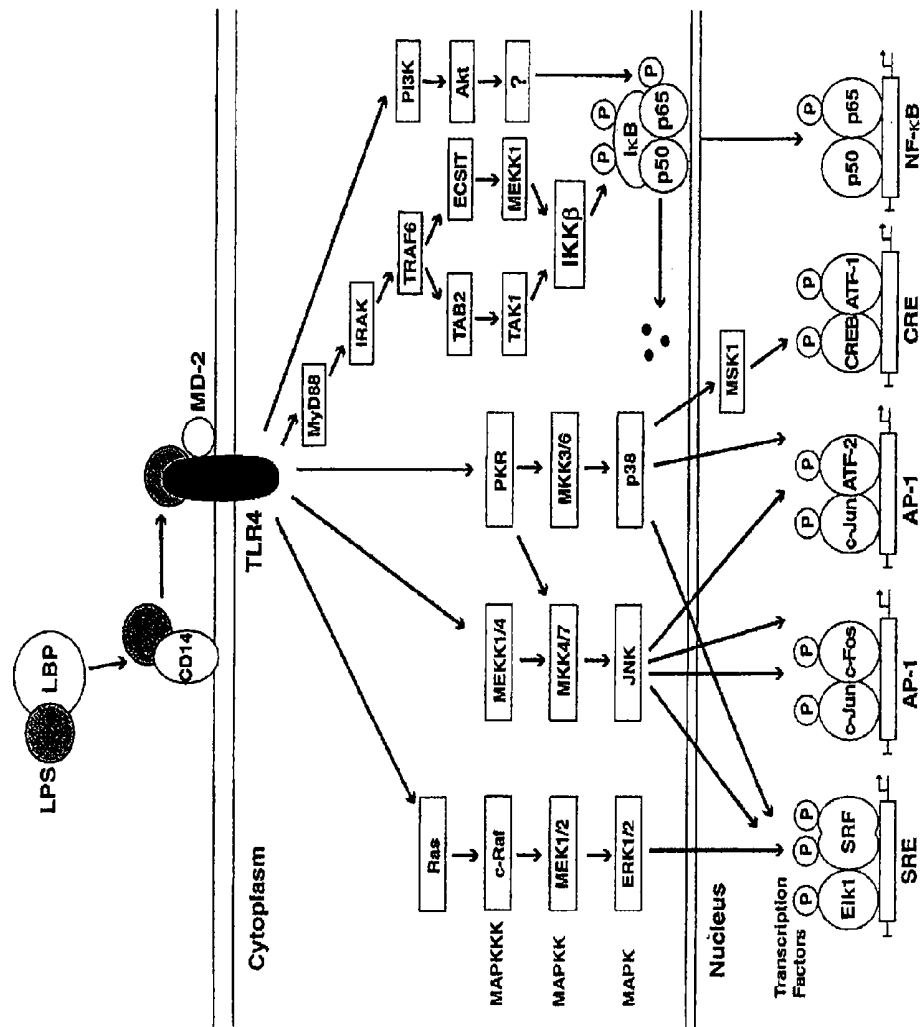 LPS
LBP
CD14
MD-2
TLR4
Cytoplasm
MyD88
IRAK
TRAF6
PI3K
Akt
?
ECSIT
MEKK1
TAB2
TAK1
IKKβ
P
P
P
IκB
p50
p65
Ras
MAPKKK
c-Raf
MEKK1/4
PKR
MAPKK
MEK1/2
MKK4/7
MKK3/6
MAPK
ERK1/2
JNK
p38
Nucleus
MSK1
Transcription
Factors
P
P
P
Elk1
SRF
SRE
P
P
c-Jun
c-Fos
AP-1
P
P
c-Jun
ATF-2
AP-1
P
P
CREB
ATF-1
CRE
P
p50
p65
NF-κB